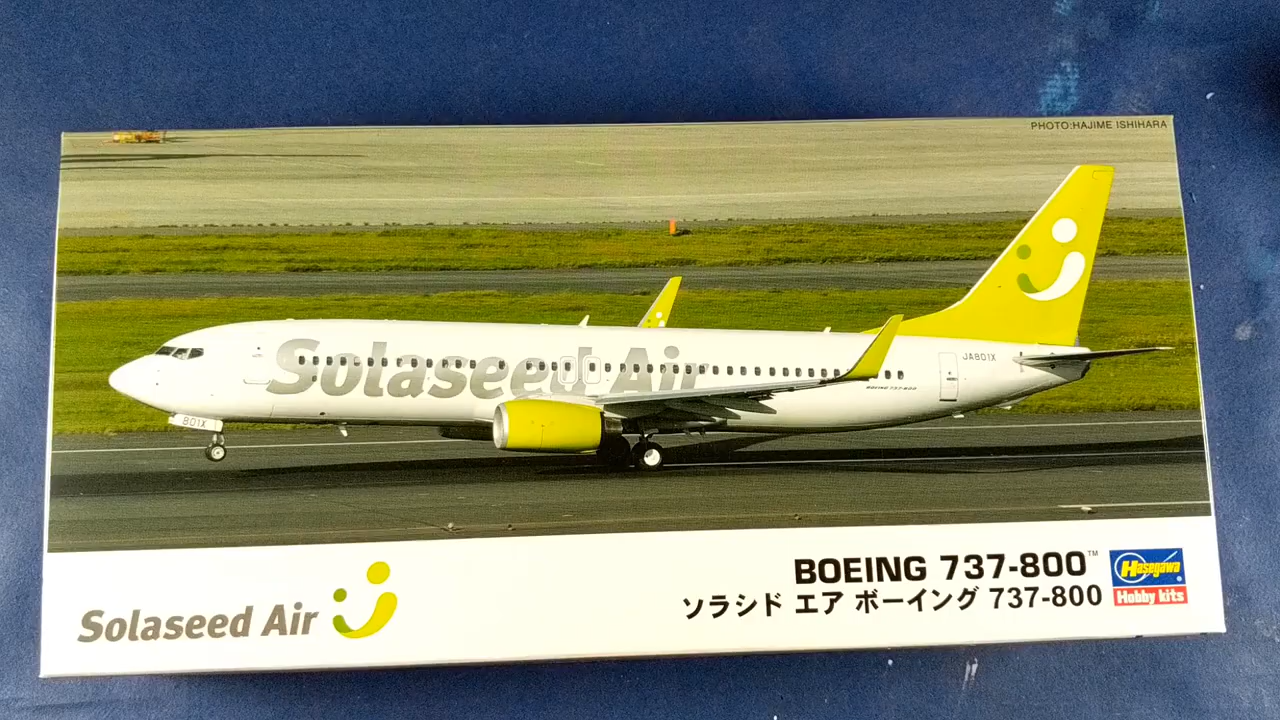 PHOTO:HAJIME ISHIHARA
Solaseed Air
JA801X
BOEING 737-800
801X
Solaseed Air
BOEING 737-800™
ソラシド エア ボーイング 737-800
Hasegawa
Hobby kits